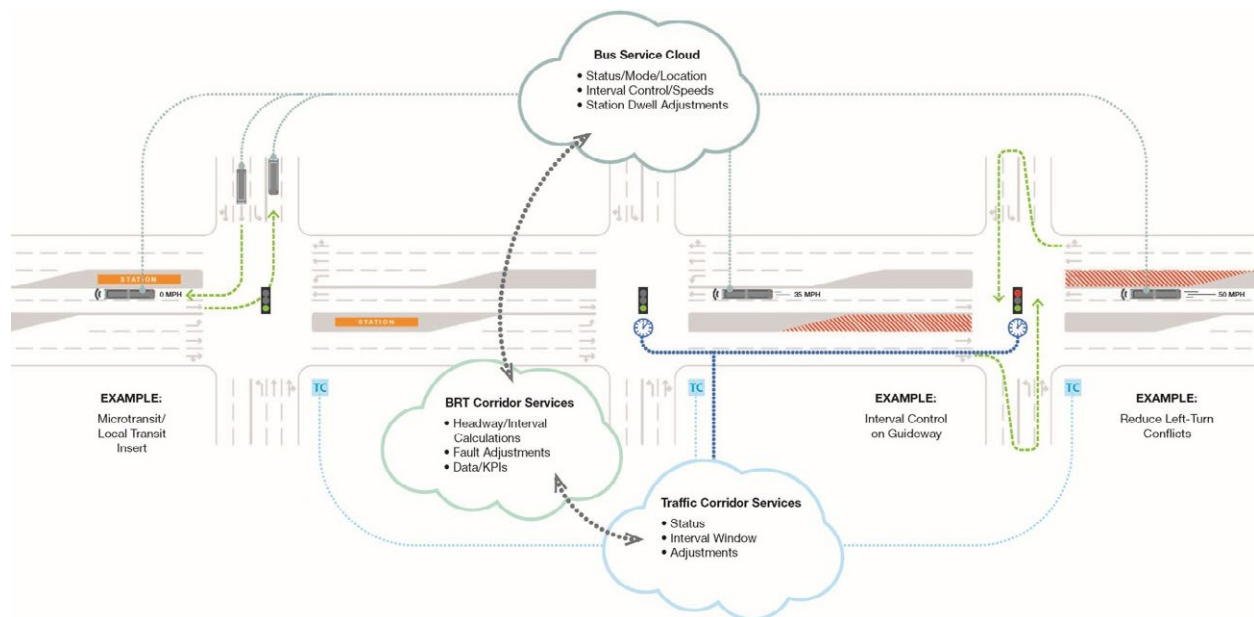 Bus Service Cloud
• Status/Mode/Location
• Interval Control/Speeds
• Station Dwell Adjustments
STATION
0 MPH
35 MPH
50 MPH
STATION
TC
TC
TC
EXAMPLE:
Microtransit/
Local Transit
Insert
BRT Corridor Services
• Headway/Interval
Calculations
• Fault Adjustments
• Data/KPIs
EXAMPLE:
Interval Control
on Guideway
EXAMPLE:
Reduce Left-Turn
Conflicts
Traffic Corridor Services
• Status
• Interval Window
• Adjustments